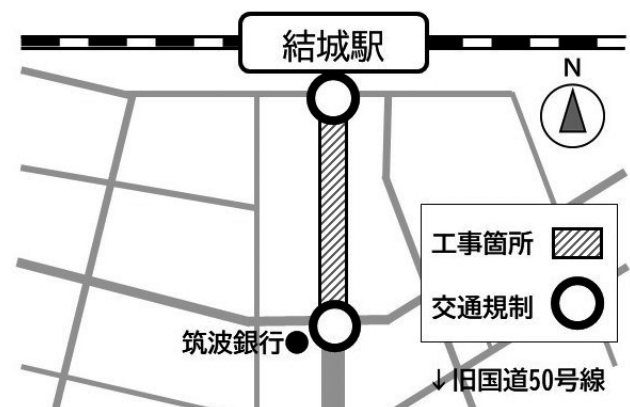 結城駅
N
工事箇所
交通規制
筑波銀行
↓旧国道50号線